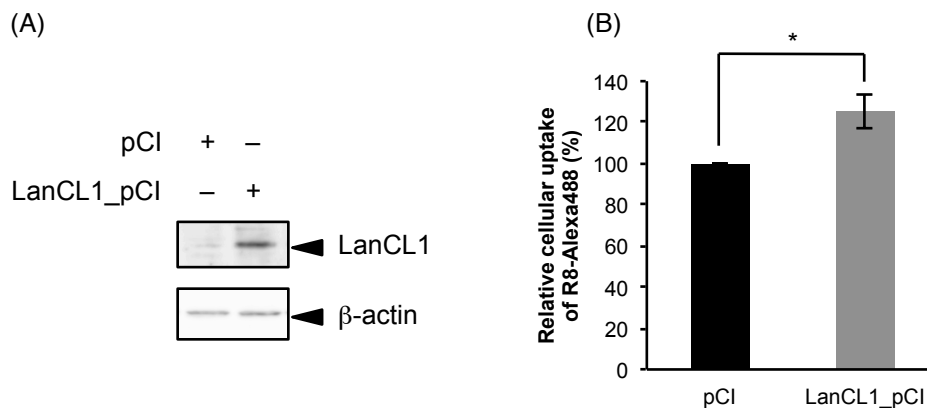 (A)
pCI + –
LanCL1_pCI – +
LanCL1
β-actin
(B)
*
Relative cellular uptake
of R8-Alexa488 (%)
140
120
100
80
60
40
20
0
pCI LanCL1_pCI